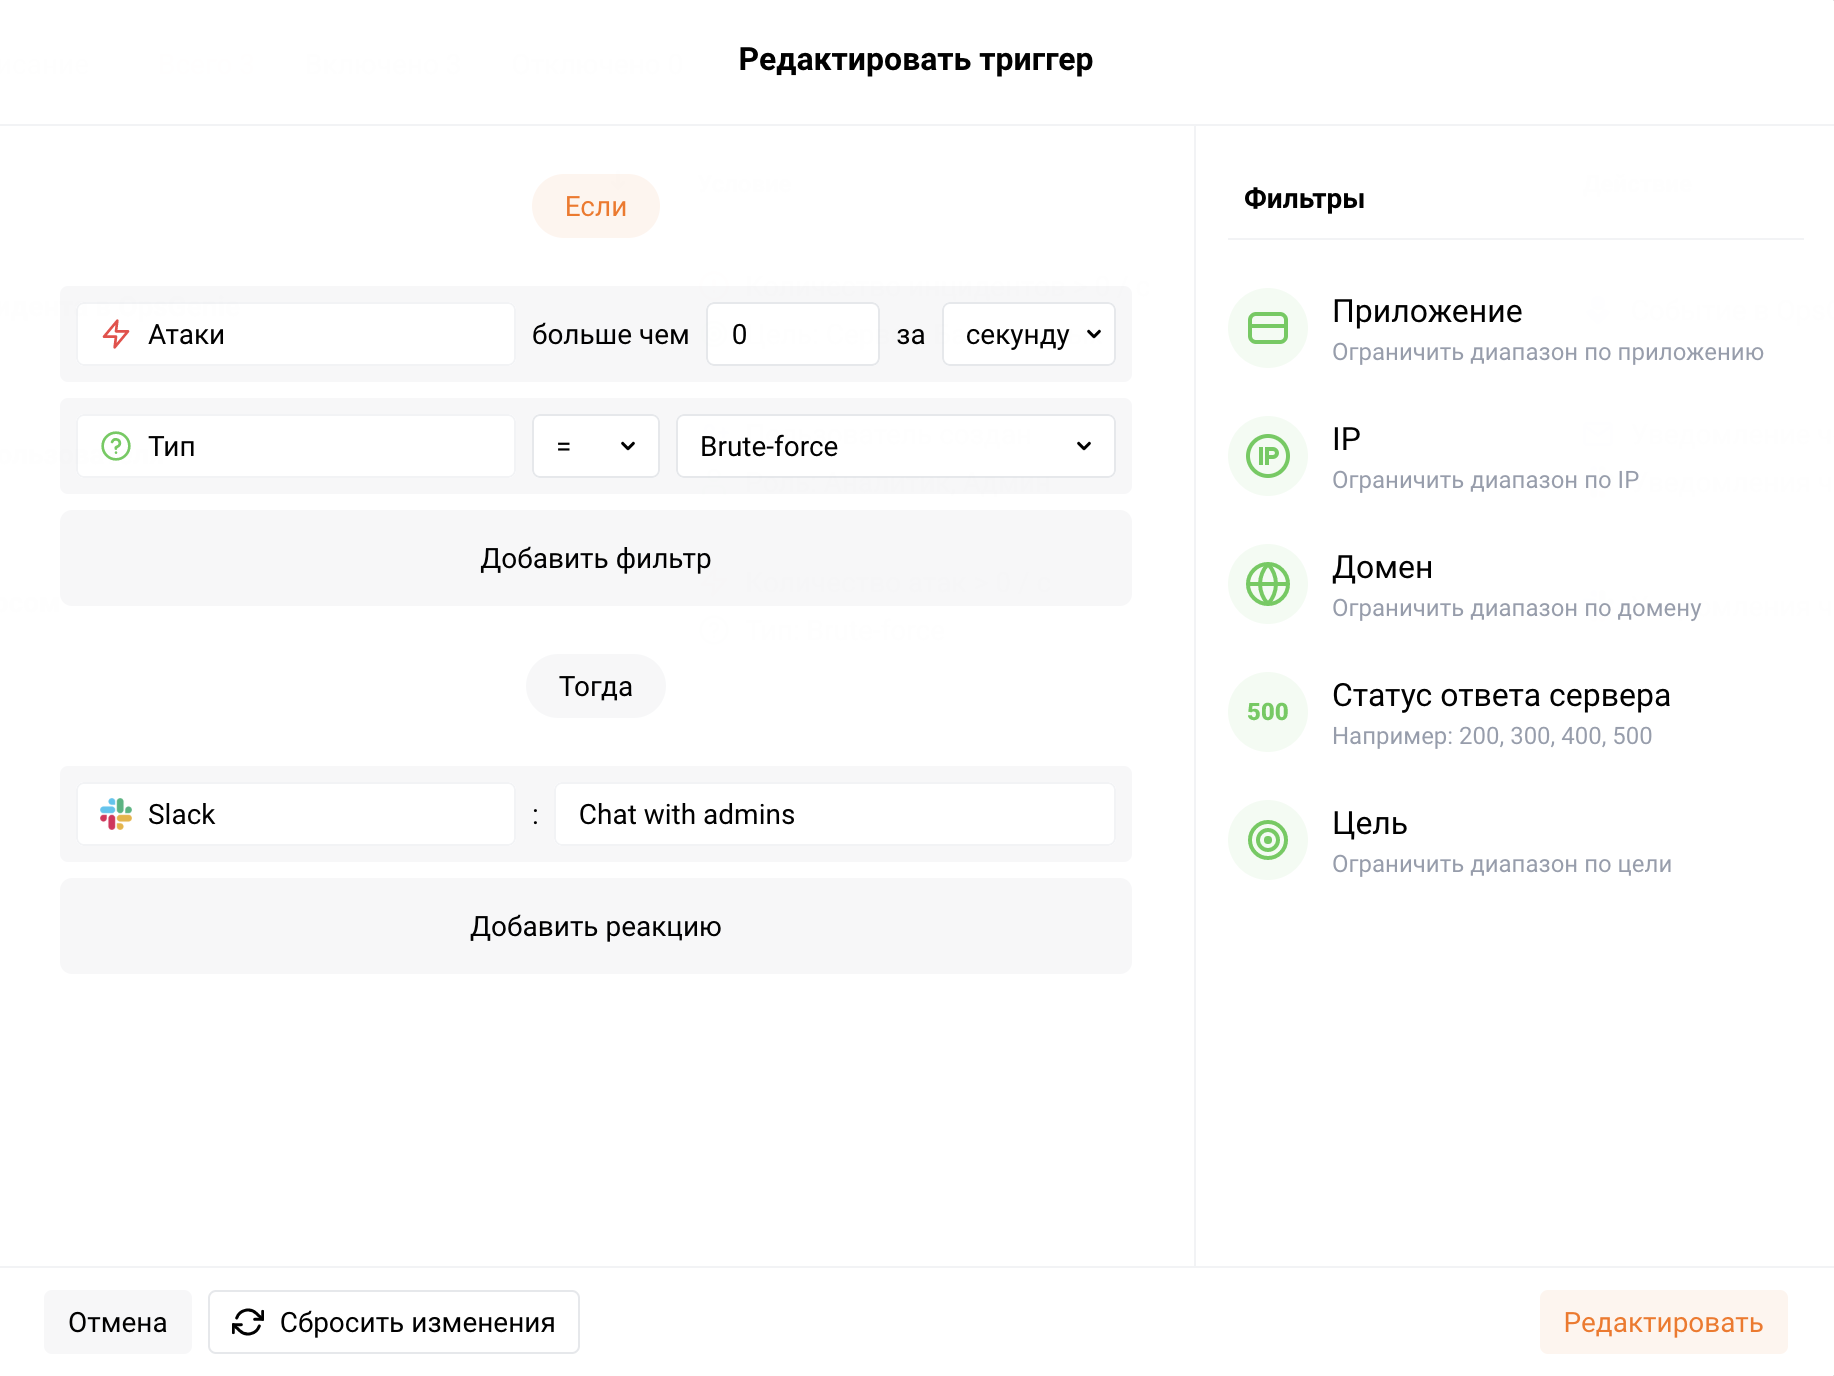 Редактировать триггер
Если
Атаки больше чем 0 за секунду
Тип = Brute-force
Добавить фильтр
Тогда
Slack : Chat with admins
Добавить реакцию
Фильтры
Приложение
Ограничить диапазон по приложению
IP
IP
Ограничить диапазон по IP
Домен
Ограничить диапазон по домену
500
Статус ответа сервера
Например: 200, 300, 400, 500
Цель
Ограничить диапазон по цели
Отмена
Сбросить изменения
Редактировать